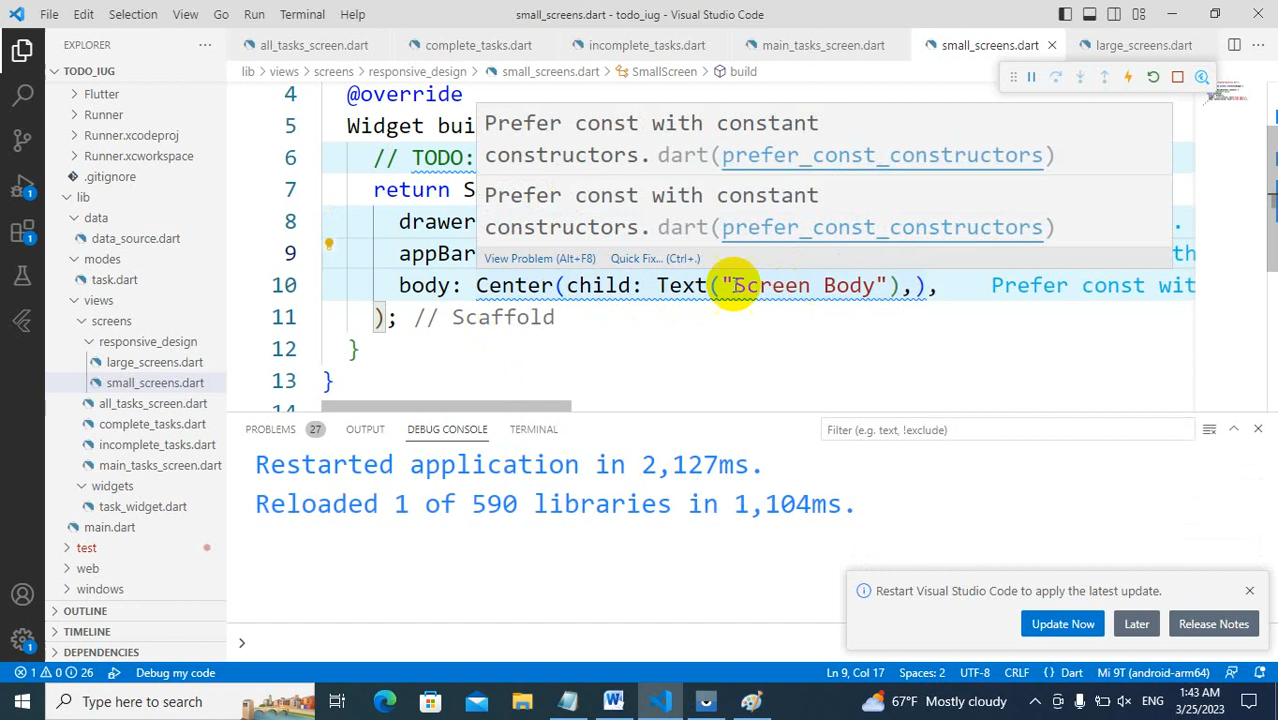 File Edit Selection View Go Run Terminal Help
small_screens.dart - todo_iug - Visual Studio Code
EXPLORER
TODO_IUG
Flutter
Runner
Runner.xcodeproj
Runner.xcworkspace
.gitignore
lib
data
data_source.dart
modes
task.dart
views
screens
responsive_design
large_screens.dart
small_screens.dart
all_tasks_screen.dart
complete_tasks.dart
incomplete_tasks.dart
main_tasks_screen.dart
widgets
task_widget.dart
main.dart
test
web
windows
OUTLINE
TIMELINE
DEPENDENCIES
all_tasks_screen.dart complete_tasks.dart incomplete_tasks.dart main_tasks_screen.dart small_screens.dart large_screens.dart
lib > views > screens > responsive_design > small_screens.dart > SmallScreen > build
4 @override
5 Widget bui
6 // TODO:
7 return S
8 drawer
9 appBar
10 body: Center(child: Text("Screen Body"),), Prefer const wit
11 ); // Scaffold
12 }
13 }
14
Prefer const with constant
constructors. dart(prefer_const_constructors)
Prefer const with constant
constructors. dart(prefer_const_constructors)
View Problem (Alt+F8) Quick Fix... (Ctrl+.)
th
PROBLEMS 27 OUTPUT DEBUG CONSOLE TERMINAL
Filter (e.g. text, !exclude)
Restarted application in 2,127ms.
Reloaded 1 of 590 libraries in 1,104ms.
>
Restart Visual Studio Code to apply the latest update.
Update Now Later Release Notes
1 0 26 Debug my code
Ln 9, Col 17 Spaces: 2 UTF-8 CRLF {} Dart Mi 9T (android-arm64)
Type here to search
67°F Mostly cloudy
ENG
1:43 AM
3/25/2023